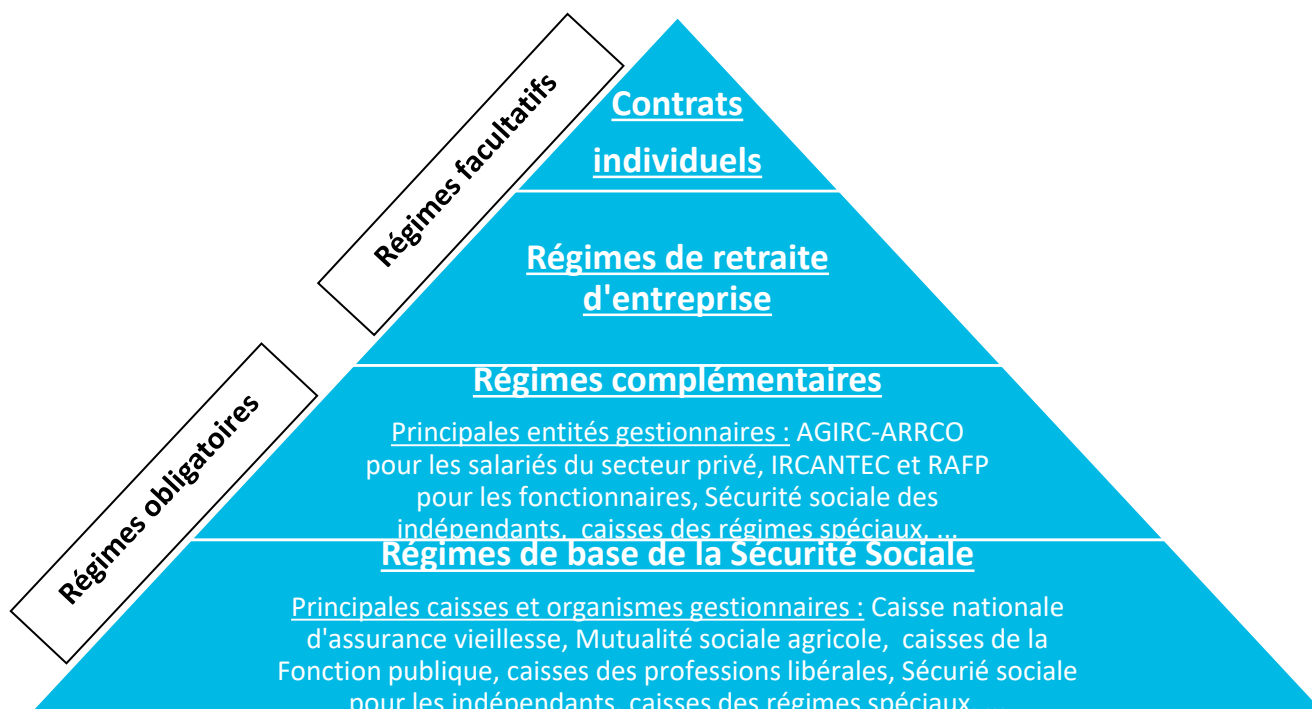 Régimes facultatifs
Contrats
individuels
Régimes de retraite
d'entreprise
Régimes obligatoires
Régimes complémentaires
Principales entités gestionnaires : AGIRC-ARRCO
pour les salariés du secteur privé, IRCANTEC et RAFP
pour les fonctionnaires, Sécurité sociale des
indépendants, caisses des régimes spéciaux, ...
Régimes de base de la Sécurité Sociale
Principales caisses et organismes gestionnaires : Caisse nationale
d'assurance vieillesse, Mutualité sociale agricole, caisses de la
Fonction publique, caisses des professions libérales, Sécurié sociale
pour les indépendants, caisses des régimes spéciaux, ...